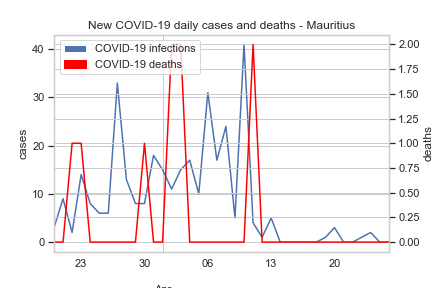 New COVID-19 daily cases and deaths - Mauritius
COVID-19 infections
COVID-19 deaths
cases
40
30
20
10
0
deaths
2.00
1.75
1.50
1.25
1.00
0.75
0.50
0.25
0.00
23 30 06 13 20